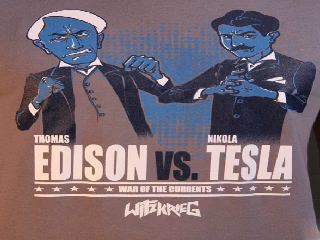 THOMAS NIKOLA
EDISON VS. TESLA
WAR OF THE CURRENTS
WITZKRIEG